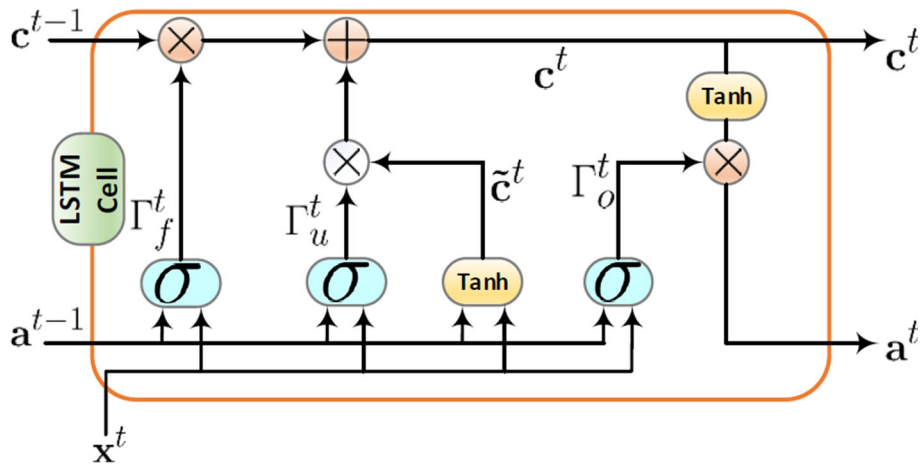 c^{t-1}
c^t
c^t
Tanh
LSTM
Cell
Γ_f^t
Γ_u^t
c̃^t
Γ_o^t
σ
σ
Tanh
σ
a^{t-1}
a^t
x^t